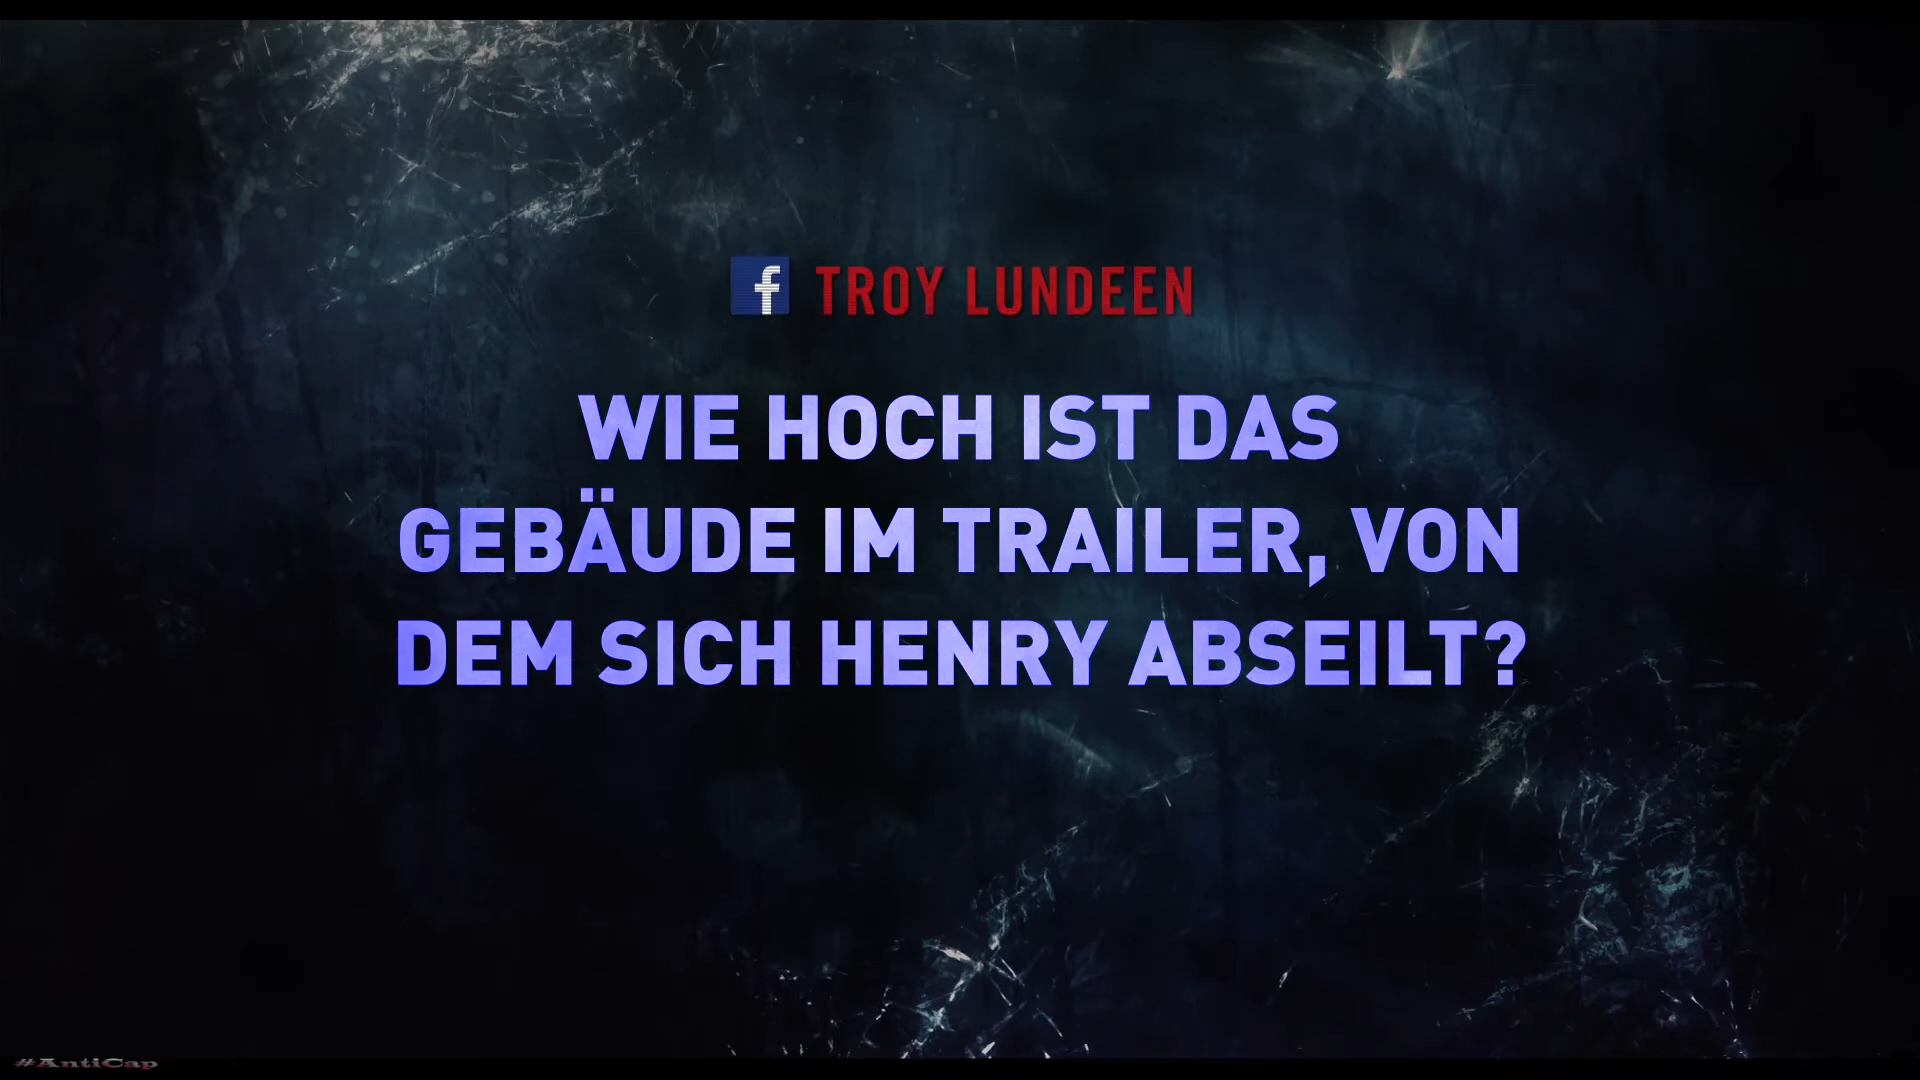 f TROY LUNDEEN
WIE HOCH IST DAS
GEBÄUDE IM TRAILER, VON
DEM SICH HENRY ABSEILT?
#AntiCap